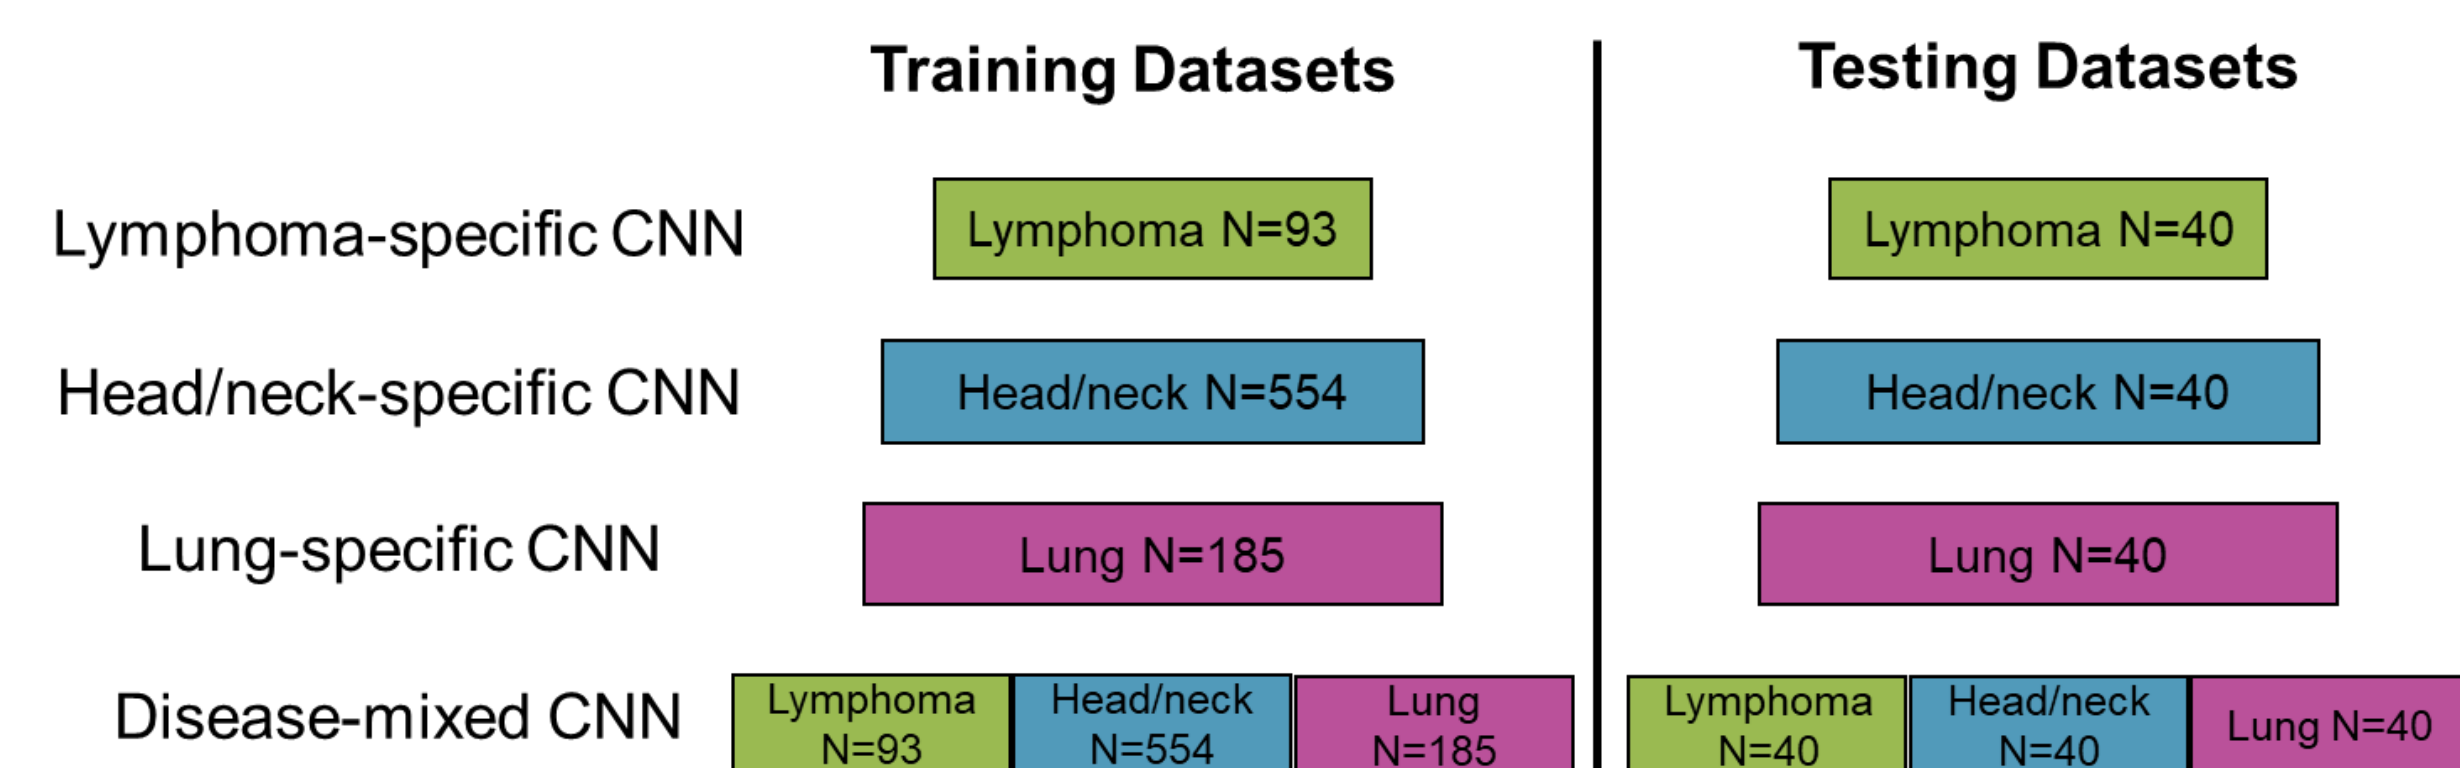 Training Datasets
Testing Datasets
Lymphoma-specific CNN
Lymphoma N=93
Lymphoma N=40
Head/neck-specific CNN
Head/neck N=554
Head/neck N=40
Lung-specific CNN
Lung N=185
Lung N=40
Disease-mixed CNN
Lymphoma
N=93
Head/neck
N=554
Lung
N=185
Lymphoma
N=40
Head/neck
N=40
Lung N=40